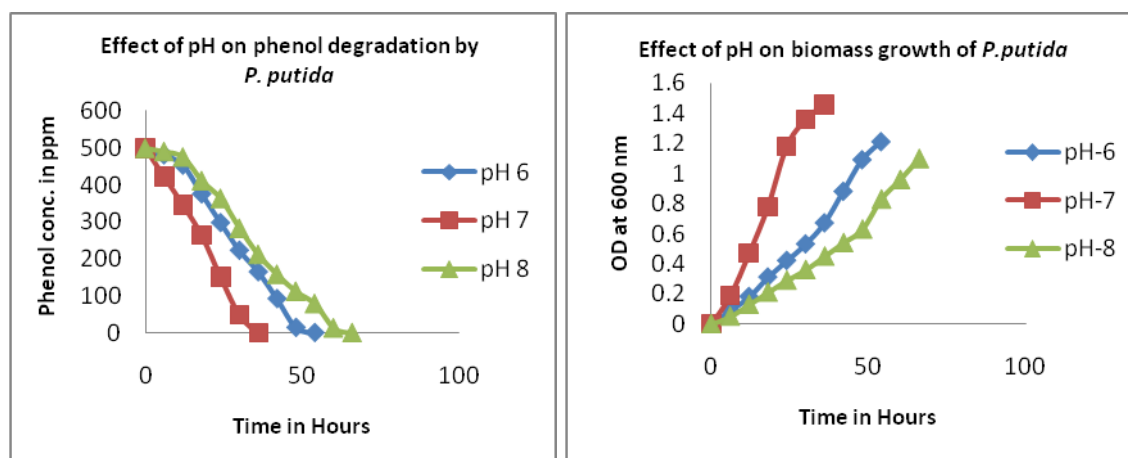 Effect of pH on phenol degradation by
P. putida
600
500
400
300
200
100
0
Phenol conc. in ppm
0
50
100
Time in Hours
pH 6
pH 7
pH 8
Effect of pH on biomass growth of P.putida
1.6
1.4
1.2
1
0.8
0.6
0.4
0.2
0
OD at 600 nm
0
50
100
Time in Hours
pH-6
pH-7
pH-8